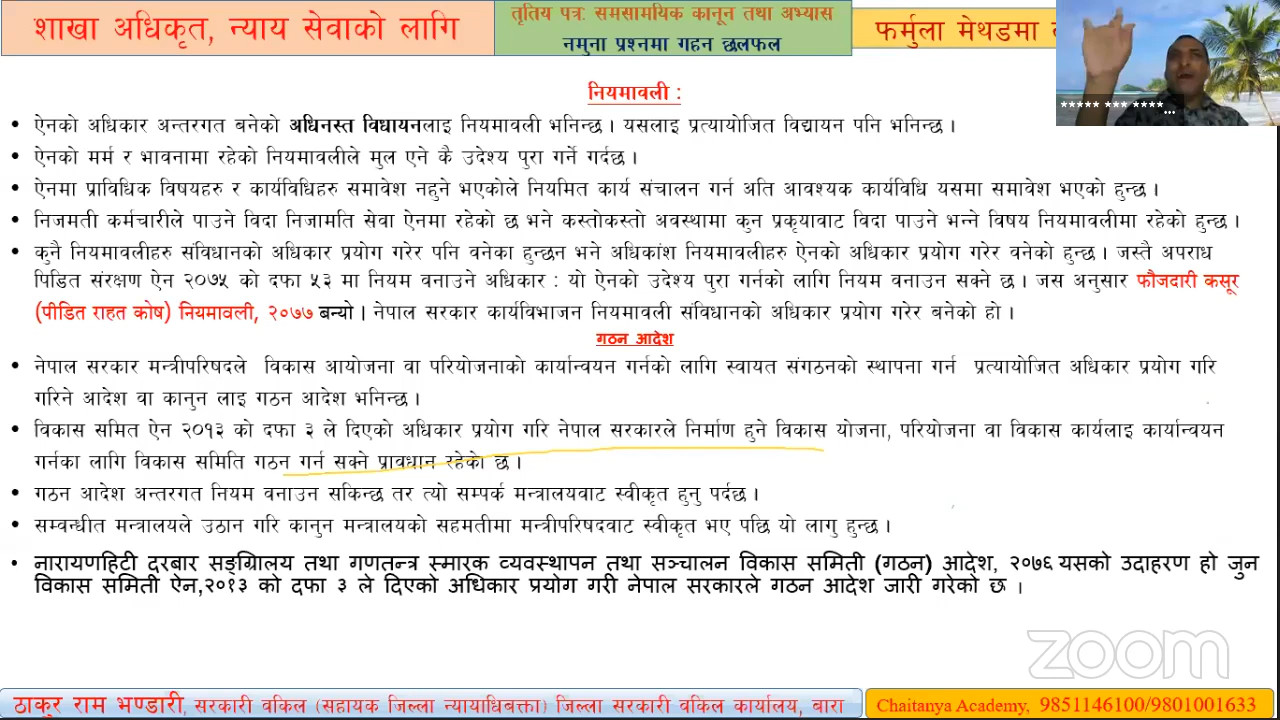 शाखा अधिकृत, न्याय सेवाको लागि
तृतिय पत्र: समसामयिक कानून तथा अभ्यास
नमुना प्रश्नमा गहन छलफल
फर्मुला मेथडमा
***** *** ****...
नियमावली :
• ऐनको अधिकार अन्तरगत बनेको अधिनस्त विधायनलाइ नियमावली भनिन्छ । यसलाइ प्रत्यायोजित विद्यायन पनि भनिन्छ ।
• ऐनको मर्म र भावनामा रहेको नियमावलीले मुल एने कै उदेश्य पुरा गर्ने गर्दछ ।
• ऐनमा प्राविधिक विषयहरु र कार्यविधिहरु समावेश नहुने भएकोले नियमित कार्य संचालन गर्न अति आवश्यक कार्यविधि यसमा समावेश भएको हुन्छ ।
• निजमती कर्मचारीले पाउने विदा निजामति सेवा ऐनमा रहेको छ भने कस्तोकस्तो अवस्थामा कुन प्रकृयावाट विदा पाउने भन्ने विषय नियमावलीमा रहेको हुन्छ ।
• कुनै नियमावलीहरु संविधानको अधिकार प्रयोग गरेर पनि वनेका हुन्छन भने अधिकांश नियमावलीहरु ऐनको अधिकार प्रयोग गरेर वनेको हुन्छ । जस्तै अपराध
पिडित संरक्षण ऐन २०७५ को दफा ५३ मा नियम वनाउने अधिकार : यो ऐनको उदेश्य पुरा गर्नको लागि नियम वनाउन सक्ने छ । जस अनुसार फौजदारी कसूर
(पीडित राहत कोष) नियमावली, २०७७ बन्यो । नेपाल सरकार कार्यविभाजन नियमावली संविधानको अधिकार प्रयोग गरेर बनेको हो ।
गठन आदेश
• नेपाल सरकार मन्त्रीपरिषदले विकास आयोजना वा परियोजनाको कार्यान्वयन गर्नको लागि स्वायत संगठनको स्थापना गर्न प्रत्यायोजित अधिकार प्रयोग गरि
गरिने आदेश वा कानुन लाइ गठन आदेश भनिन्छ ।
• विकास समित ऐन २०१३ को दफा ३ ले दिएको अधिकार प्रयोग गरि नेपाल सरकारले निर्माण हुने विकास योजना, परियोजना वा विकास कार्यलाइ कार्यान्वयन
गर्नका लागि विकास समिति गठन गर्न सक्ने प्रावधान रहेको छ ।
• गठन आदेश अन्तरगत नियम वनाउन सकिन्छ तर त्यो सम्पर्क मन्त्रालयवाट स्वीकृत हुनु पर्दछ ।
• सम्वन्धीत मन्त्रालयले उठान गरि कानुन मन्त्रालयको सहमतीमा मन्त्रीपरिषदवाट स्वीकृत भए पछि यो लागु हुन्छ ।
• नारायणहिटी दरबार सङ्ग्रिालय तथा गणतन्त्र स्मारक व्यवस्थापन तथा सञ्चालन विकास समिती (गठन) आदेश, २०७६ यसको उदाहरण हो जुन
विकास समिती ऐन,२०१३ को दफा ३ ले दिएको अधिकार प्रयोग गरी नेपाल सरकारले गठन आदेश जारी गरेको छ ।
zoom
ठाकुर राम भण्डारी, सरकारी वकिल (सहायक जिल्ला न्यायाधिबक्ता) जिल्ला सरकारी वकिल कार्यालय, बारा
Chaitanya Academy, 9851146100/9801001633